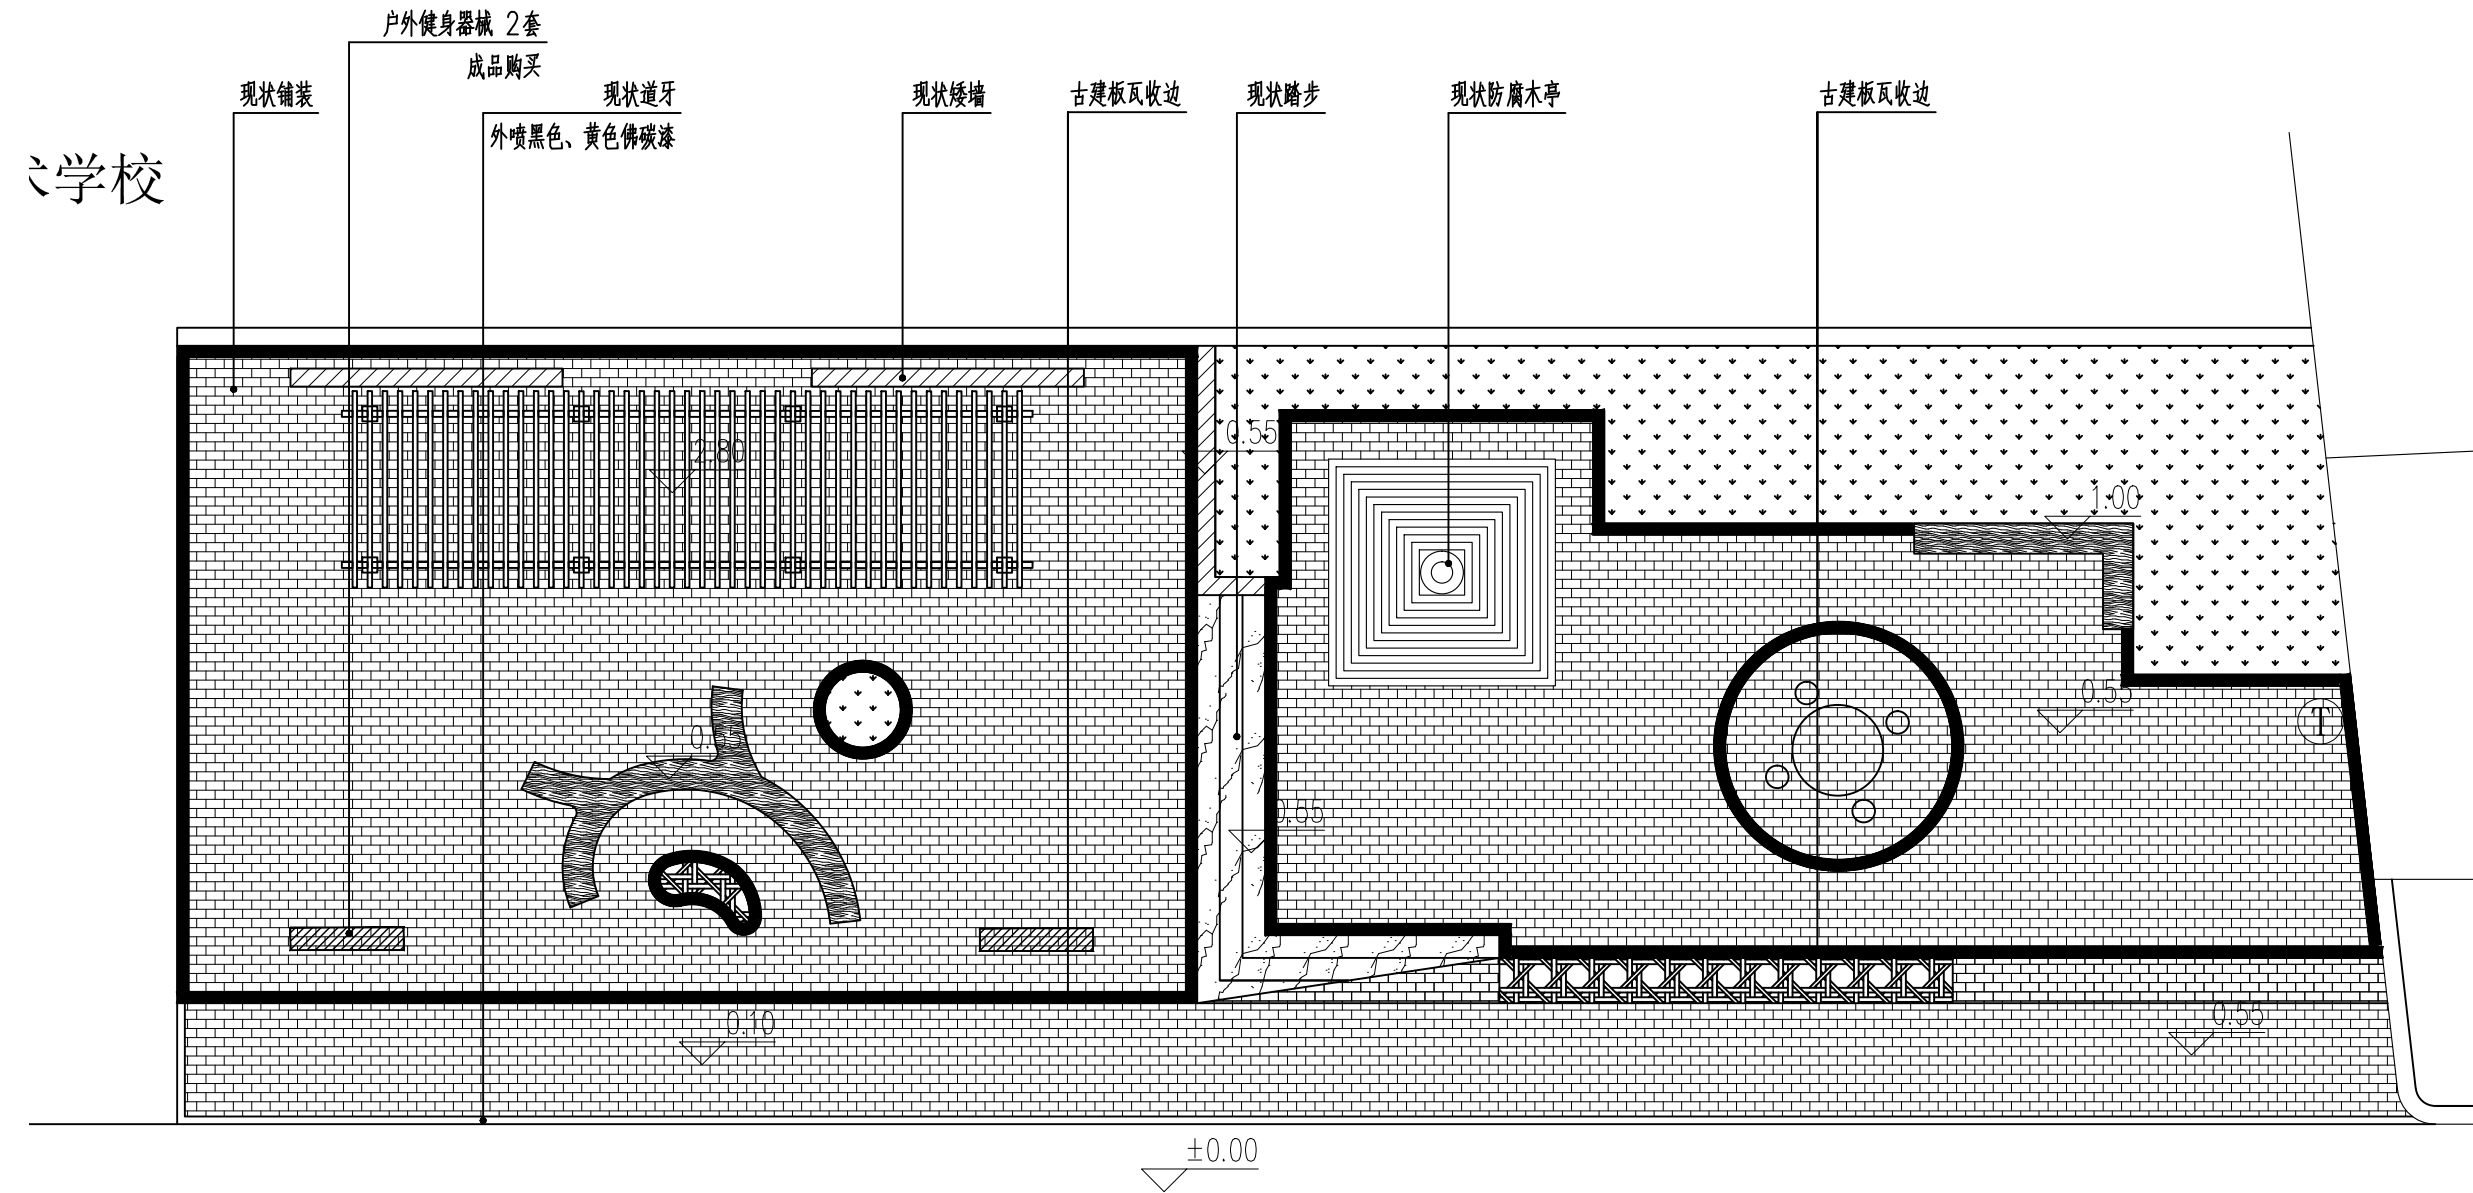 户外健身器械 2套
成品购买
现状铺装
现状道牙
外喷黑色、黄色佛碳漆
现状矮墙
古建板瓦收边
现状踏步
现状防腐木亭
古建板瓦收边
学校
0.55
2.80
1.00
0.55
T
0.55
0.10
0.55
±0.00